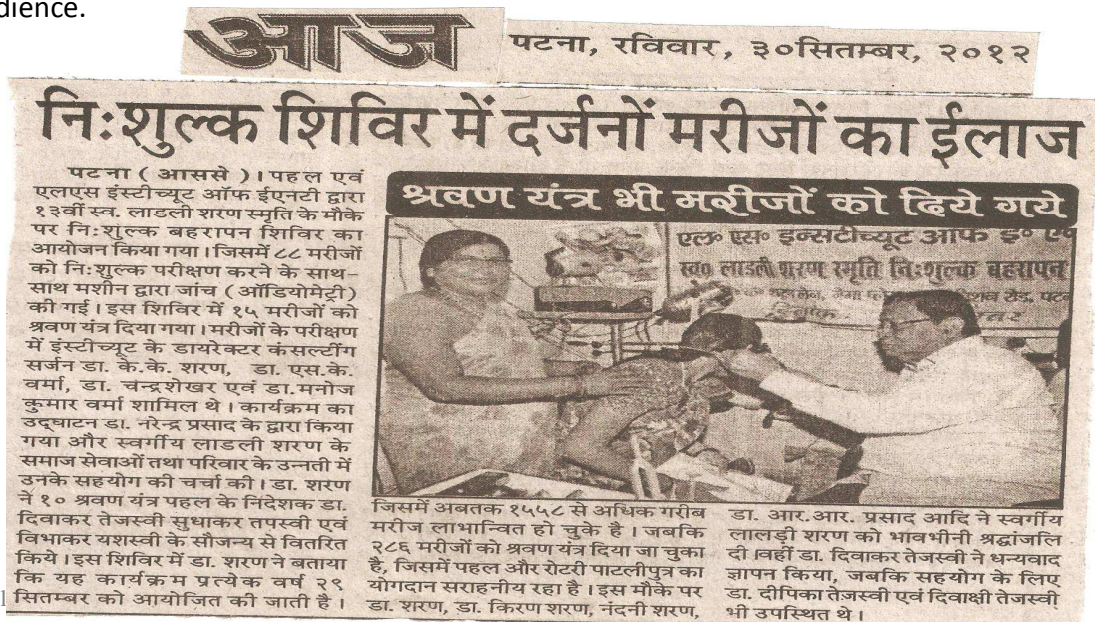 dience.
आज
पटना, रविवार, ३०सितम्बर, २०१२
निःशुल्क शिविर में दर्जनों मरीजों का ईलाज
पटना ( आससे )। पहल एवं
एलएस इंस्टीच्यूट ऑफ ईएनटी द्वारा
१३वीं स्व. लाडली शरण स्मृति के मौके
पर निःशुल्क बहरापन शिविर का
आयोजन किया गया। जिसमें ८८ मरीजों
को निःशुल्क परीक्षण करने के साथ-
साथ मशीन द्वारा जांच ( ऑडियोमेट्री)
की गई। इस शिविर में १५ मरीजों को
श्रवण यंत्र दिया गया। मरीजों के परीक्षण
में इंस्टीच्यूट के डायरेक्टर कंसल्टींग
सर्जन डा. के.के. शरण, डा. एस.के.
वर्मा, डा. चन्द्रशेखर एवं डा.मनोज
कुमार वर्मा शामिल थे। कार्यक्रम का
उद्घाटन डा. नरेन्द्र प्रसाद के द्वारा किया
गया और स्वर्गीय लाडली शरण के
समाज सेवाओं तथा परिवार के उन्नती में
उनके सहयोग की चर्चा की। डा. शरण
ने १० श्रवण यंत्र पहल के निदेशक डा.
दिवाकर तेजस्वी सुधाकर तपस्वी एवं
विभाकर यशस्वी के सौजन्य से वितरित
किये। इस शिविर में डा. शरण ने बताया
कि यह कार्यक्रम प्रत्येक वर्ष २९
सितम्बर को आयोजित की जाती है।
श्रवण यंत्र भी मरीजों को दिये गये
एल० एस० इन्सटीच्यूट ऑफ इ०
स्व० लाडली शरण स्मृति निःशुल्क बहरापन
जिसमें अबतक १५५८ से अधिक गरीब
मरीज लाभान्वित हो चुके है। जबकि
२८६ मरीजों को श्रवण यंत्र दिया जा चुका
है, जिसमें पहल और रोटरी पाटलीपुत्र का
योगदान सराहनीय रहा है। इस मौके पर
डा. शरण, डा. किरण शरण, नंदनी शरण,
डा. आर.आर. प्रसाद आदि ने स्वर्गीय
लालड़ी शरण को भावभीनी श्रद्धांजलि
दी। वहीं डा. दिवाकर तेजस्वी ने धन्यवाद
ज्ञापन किया, जबकि सहयोग के लिए
डा. दीपिका तेजस्वी एवं दिवाक्षी तेजस्वी
भी उपस्थित थे।